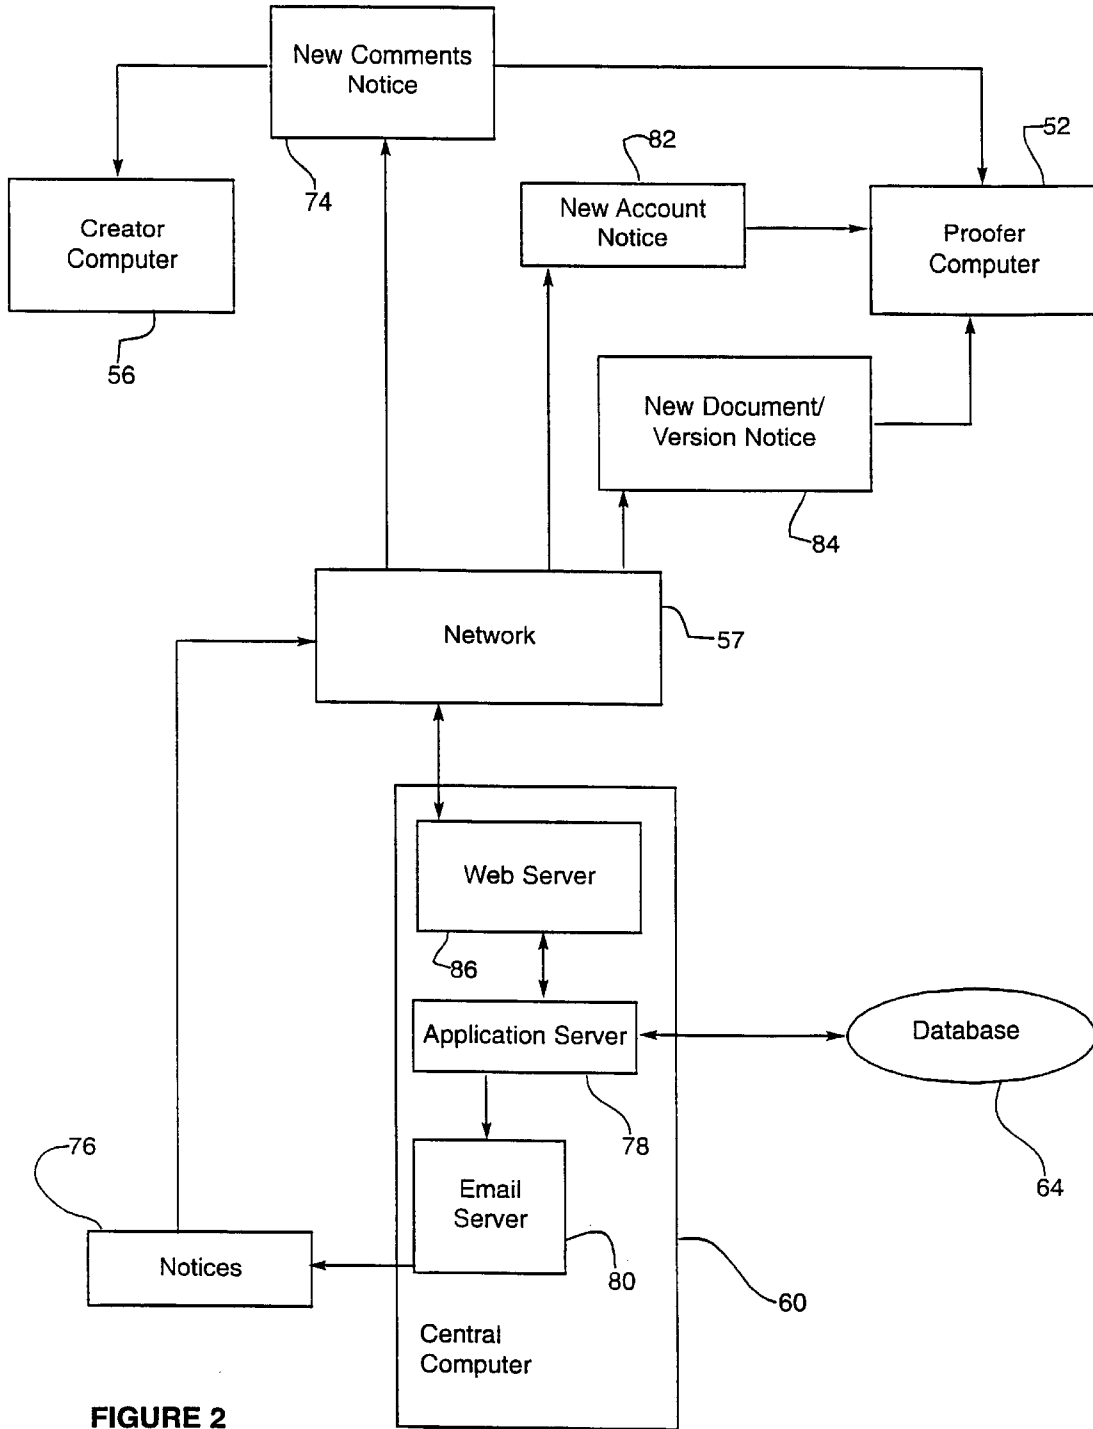 New Comments
Notice
74
82
52
Creator
Computer
56
New Account
Notice
Proofer
Computer
New Document/
Version Notice
84
Network
57
Web Server
86
Application Server
78
Database
64
76
Email
Server
80
Notices
60
Central
Computer
FIGURE 2